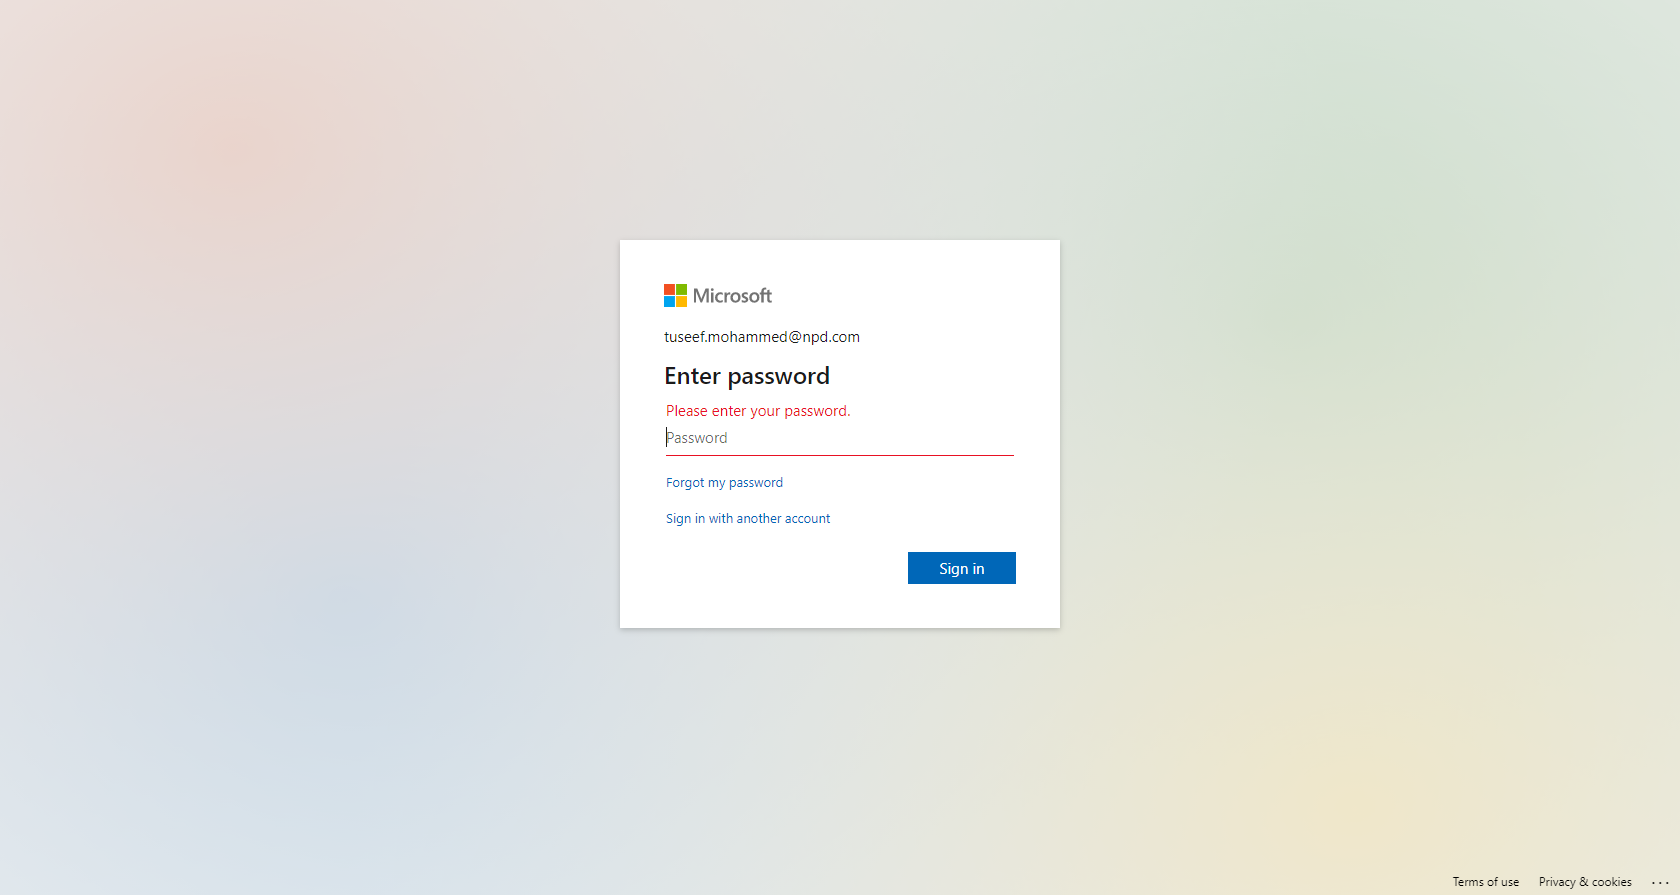 Microsoft
tuseef.mohammed@npd.com
Enter password
Please enter your password.
Password
Forgot my password
Sign in with another account
Sign in
Terms of use Privacy & cookies ...